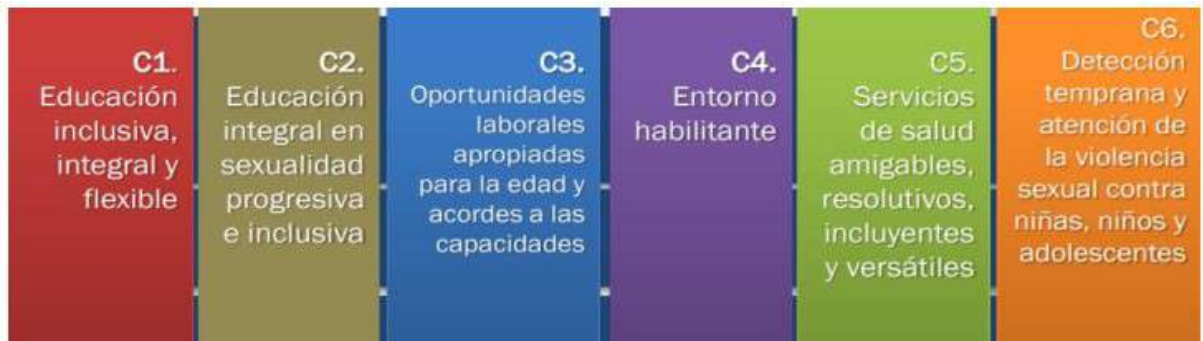 C1.
Educación
inclusiva,
integral y
flexible
C2.
Educación
integral en
sexualidad
progresiva
e inclusiva
C3.
Oportunidades
laborales
apropiadas
para la edad y
acordes a las
capacidades
C4.
Entorno
habilitante
C5.
Servicios
de salud
amigables,
resolutivos,
incluyentes
y versátiles
C6.
Detección
temprana y
atención de
la violencia
sexual contra
niñas, niños y
adolescentes